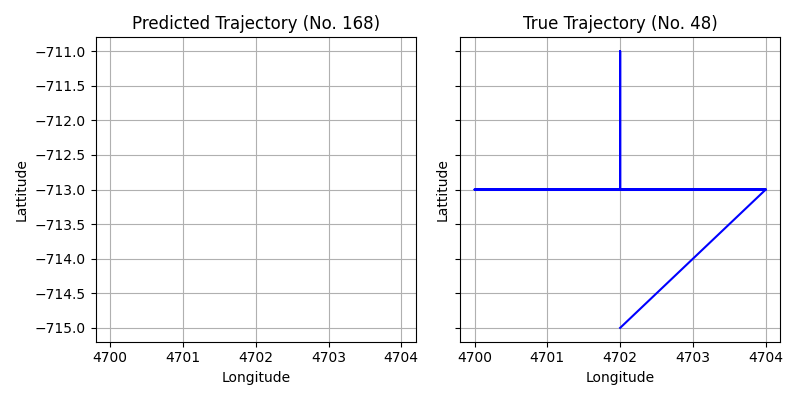 Predicted Trajectory (No. 168)
True Trajectory (No. 48)
−711.0
−711.5
−712.0
−712.5
−713.0
−713.5
−714.0
−714.5
−715.0
Lattitude
Lattitude
4700 4701 4702 4703 4704
4700 4701 4702 4703 4704
Longitude
Longitude